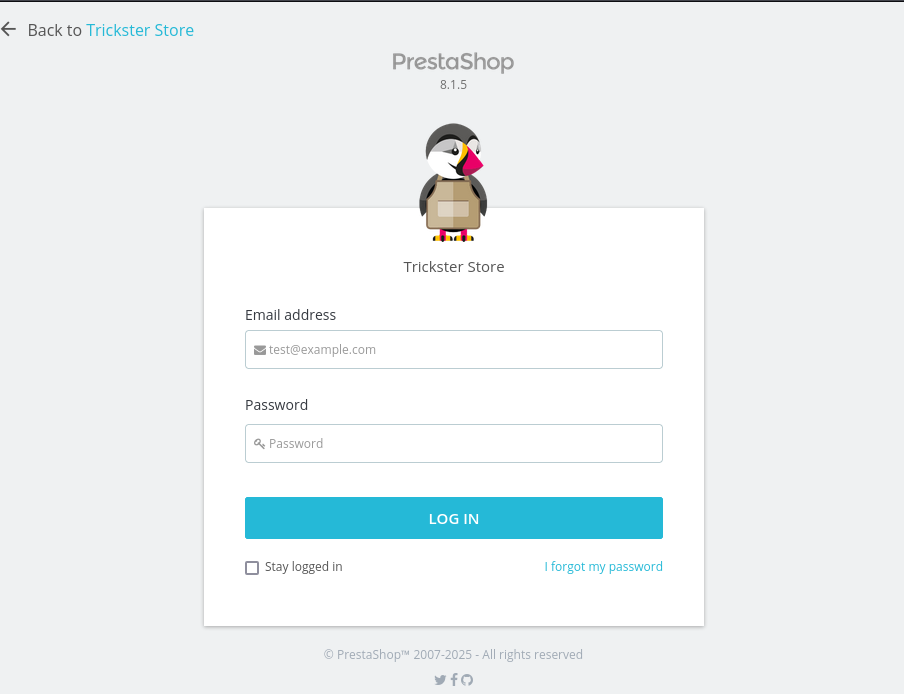 Back to Trickster Store
PrestaShop
8.1.5
Trickster Store
Email address
test@example.com
Password
Password
LOG IN
Stay logged in
I forgot my password
© PrestaShop™ 2007-2025 - All rights reserved